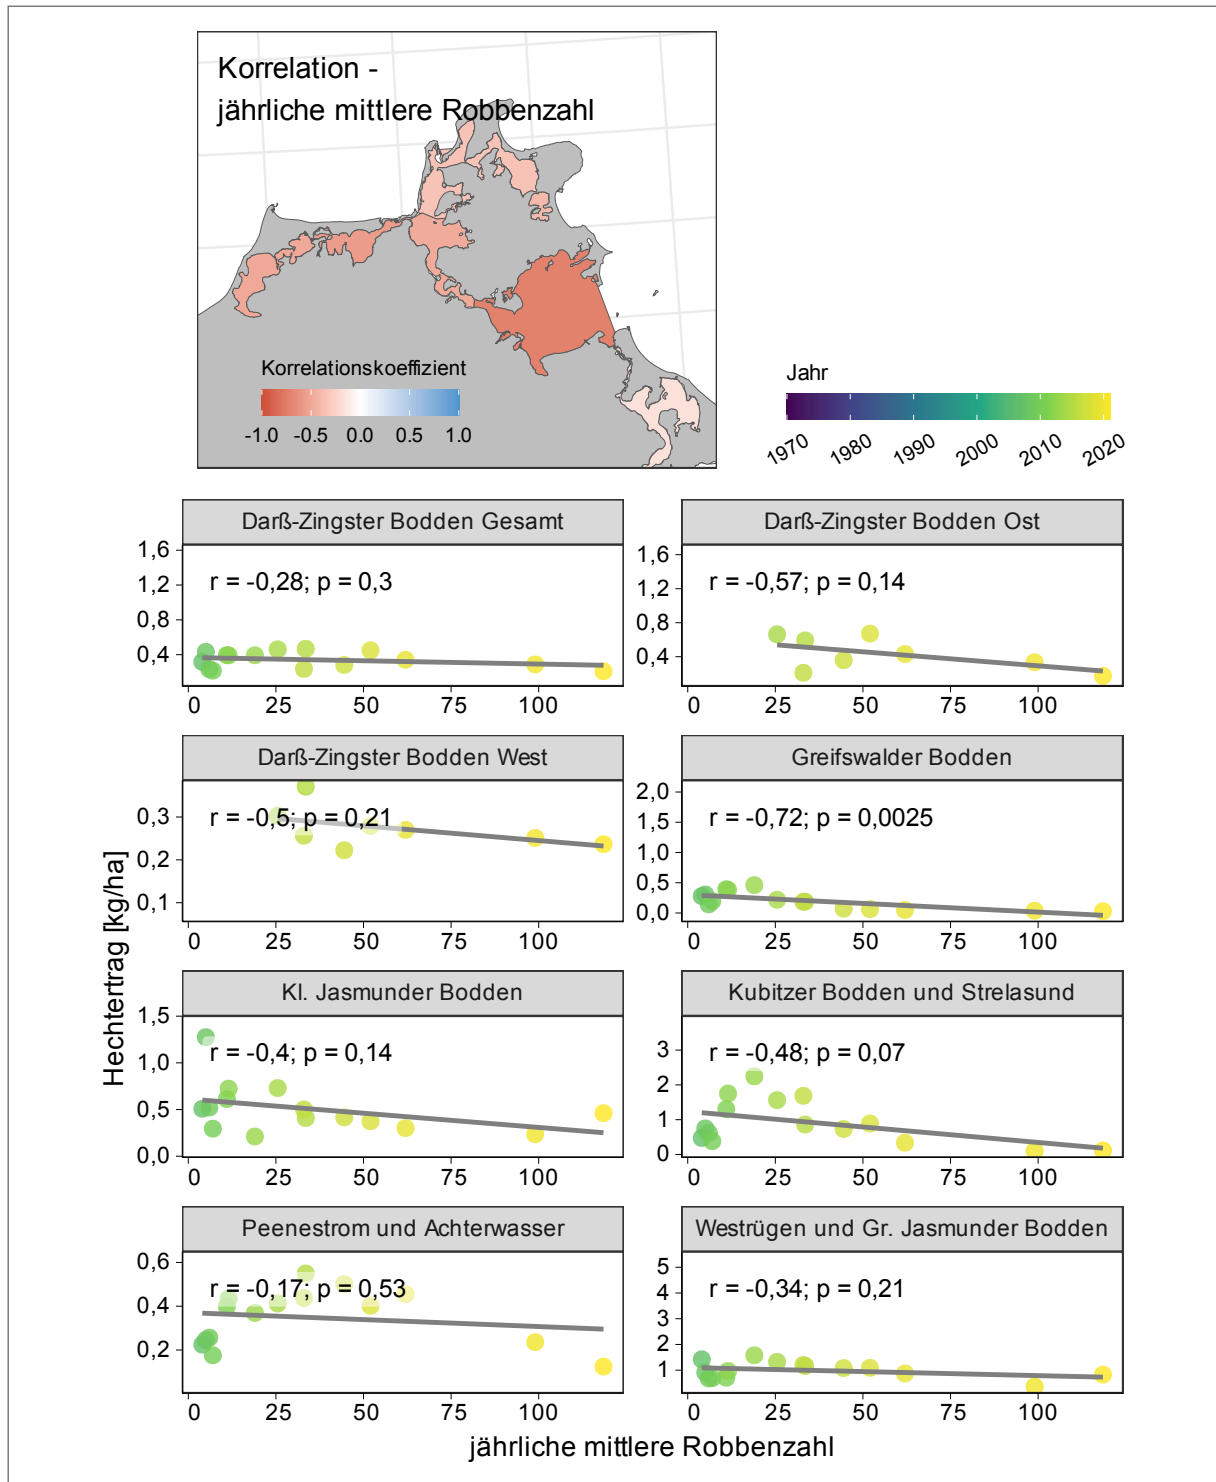 Korrelation -
jährliche mittlere Robbenzahl
Korrelationskoeffizient
-1.0 -0.5 0.0 0.5 1.0
Jahr
1970 1980 1990 2000 2010 2020
Hechtertrag [kg/ha]
Darß-Zingster Bodden Gesamt
r = -0,28; p = 0,3
1,6
1,2
0,8
0,4
0 25 50 75 100
Darß-Zingster Bodden Ost
r = -0,57; p = 0,14
1,6
1,2
0,8
0,4
0 25 50 75 100
Darß-Zingster Bodden West
r = -0,5; p = 0,21
0,3
0,2
0,1
0 25 50 75 100
Greifswalder Bodden
r = -0,72; p = 0,0025
2,0
1,5
1,0
0,5
0,0
0 25 50 75 100
Kl. Jasmunder Bodden
r = -0,4; p = 0,14
1,5
1,0
0,5
0,0
0 25 50 75 100
Kubitzer Bodden und Strelasund
r = -0,48; p = 0,07
3
2
1
0
0 25 50 75 100
Peenestrom und Achterwasser
r = -0,17; p = 0,53
0,6
0,4
0,2
0 25 50 75 100
Westrügen und Gr. Jasmunder Bodden
r = -0,34; p = 0,21
5
4
3
2
1
0 25 50 75 100
jährliche mittlere Robbenzahl